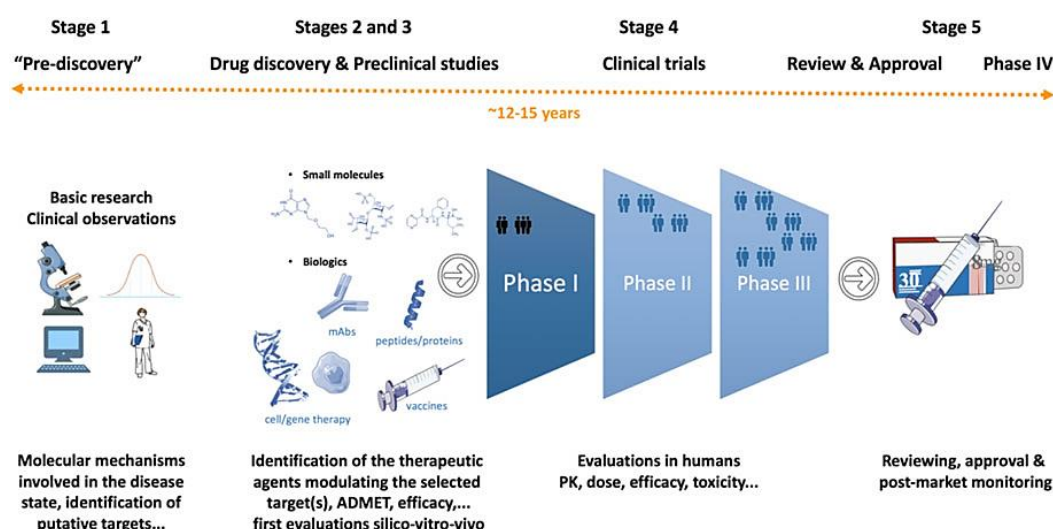 Stage 1
Stages 2 and 3
Stage 4
Stage 5
“Pre-discovery”
Drug discovery & Preclinical studies
Clinical trials
Review & Approval
Phase IV
~12-15 years
Basic research
Clinical observations
• Small molecules
• Biologics
mAbs
peptides/proteins
cell/gene therapy
vaccines
Phase I
Phase II
Phase III
30
8mg
Molecular mechanisms
involved in the disease
state, identification of
putative targets...
Identification of the therapeutic
agents modulating the selected
target(s), ADMET, efficacy,...
first evaluations silico-vitro-vivo
Evaluations in humans
PK, dose, efficacy, toxicity...
Reviewing, approval &
post-market monitoring